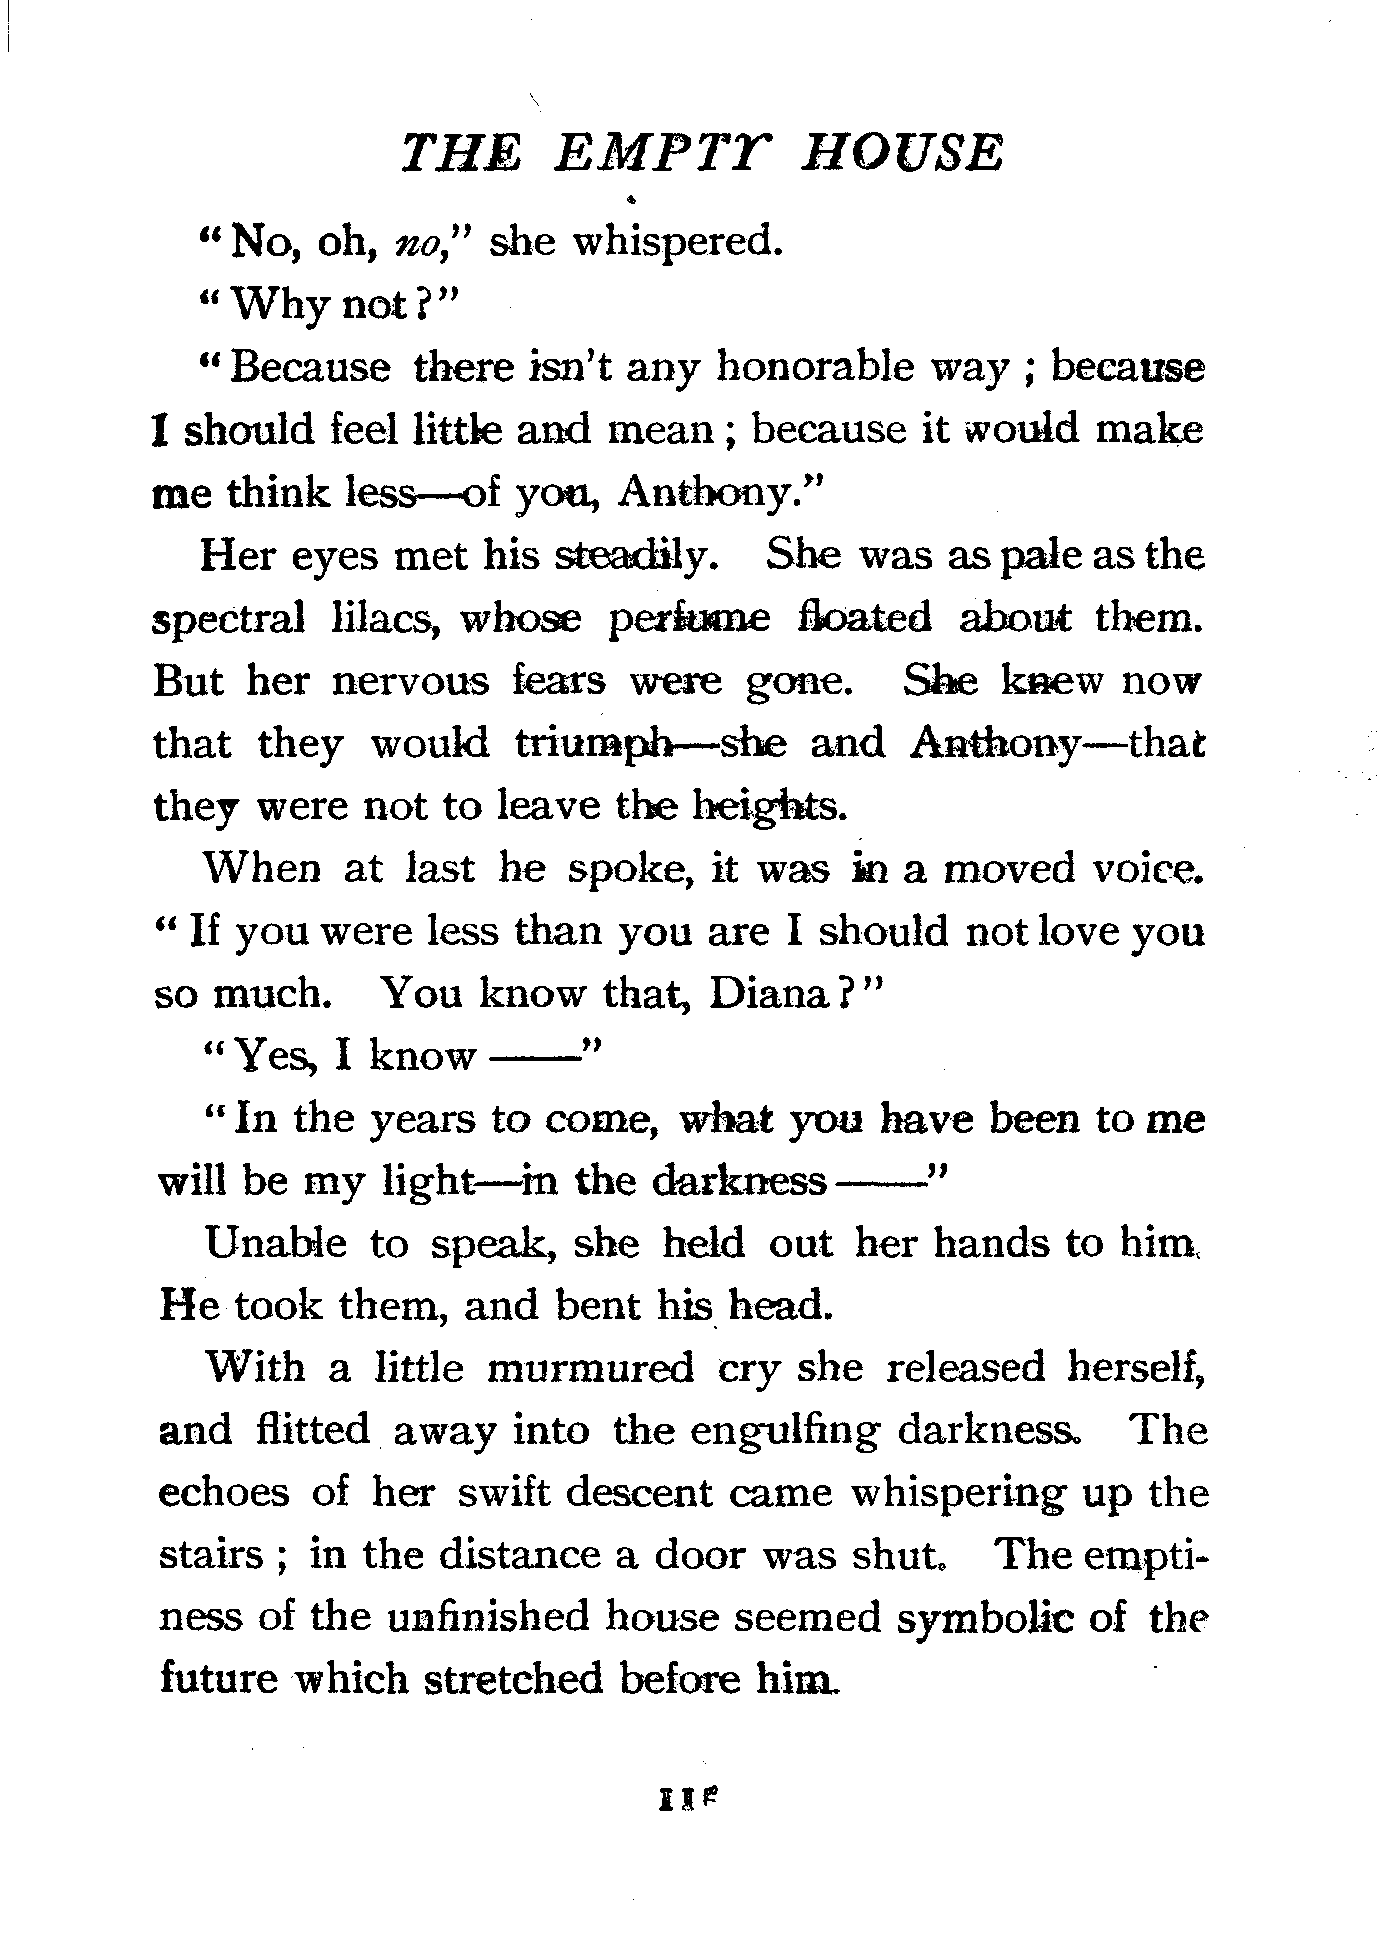 THE EMPTY HOUSE
“No, oh, no,” she whispered.
“Why not?”
“Because there isn't any honorable way; because
I should feel little and mean; because it would make
me think less—of you, Anthony.”
Her eyes met his steadily. She was as pale as the
spectral lilacs, whose perfume floated about them.
But her nervous fears were gone. She knew now
that they would triumph—she and Anthony—that
they were not to leave the heights.
When at last he spoke, it was in a moved voice.
“If you were less than you are I should not love you
so much. You know that, Diana?”
“Yes, I know ——”
“In the years to come, what you have been to me
will be my light—in the darkness ——”
Unable to speak, she held out her hands to him.
He took them, and bent his head.
With a little murmured cry she released herself,
and flitted away into the engulfing darkness. The
echoes of her swift descent came whispering up the
stairs; in the distance a door was shut. The empti-
ness of the unfinished house seemed symbolic of the
future which stretched before him.